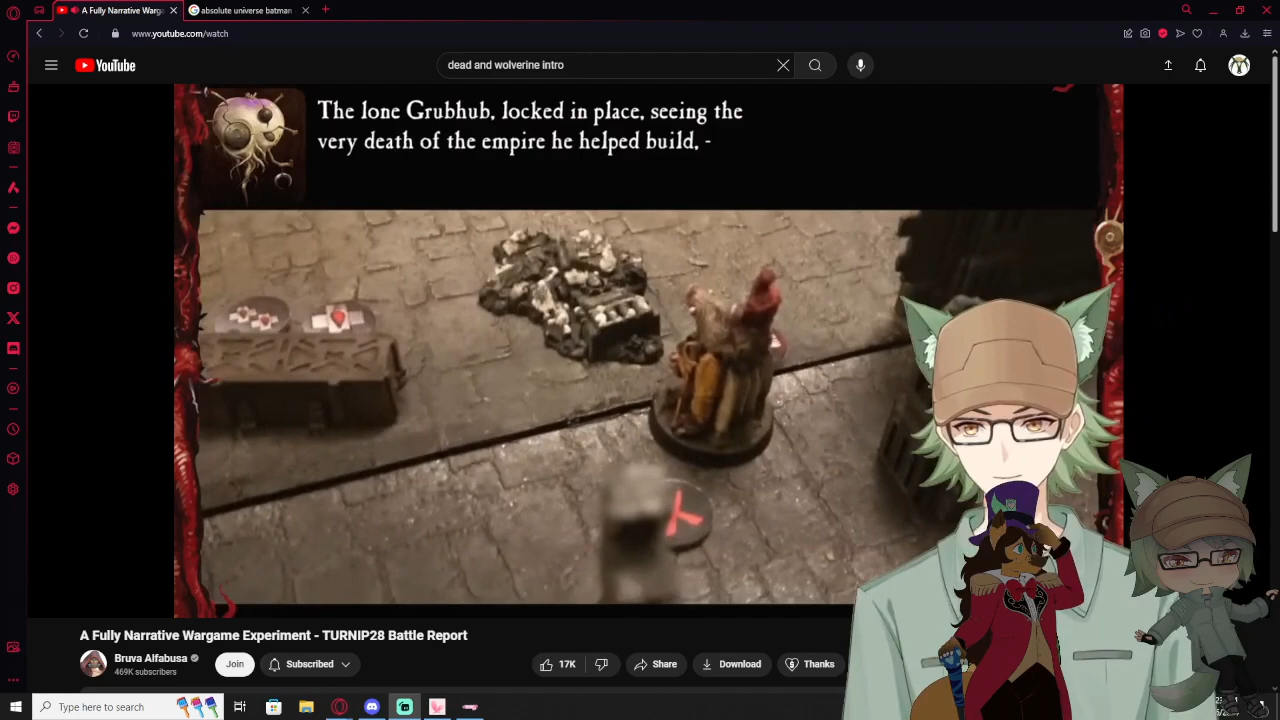 A Fully Narrative Warga
absolute universe batman
www.youtube.com/watch
YouTube
dead and wolverine intro
The lone Grubhub, locked in place, seeing the
very death of the empire he helped build, -
A Fully Narrative Wargame Experiment - TURNIP28 Battle Report
Bruva Alfabusa
469K subscribers
Join
Subscribed
17K
Share
Download
Thanks
Type here to search